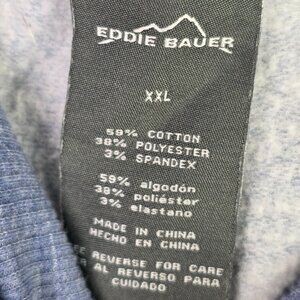 EDDIE BAUER
XXL
59% COTTON
38% POLYESTER
3% SPANDEX
59% algodón
38% poliéster
3% elastano
MADE IN CHINA
HECHO EN CHINA
REVERSE FOR CARE
AL REVERSO PARA
CUIDADO